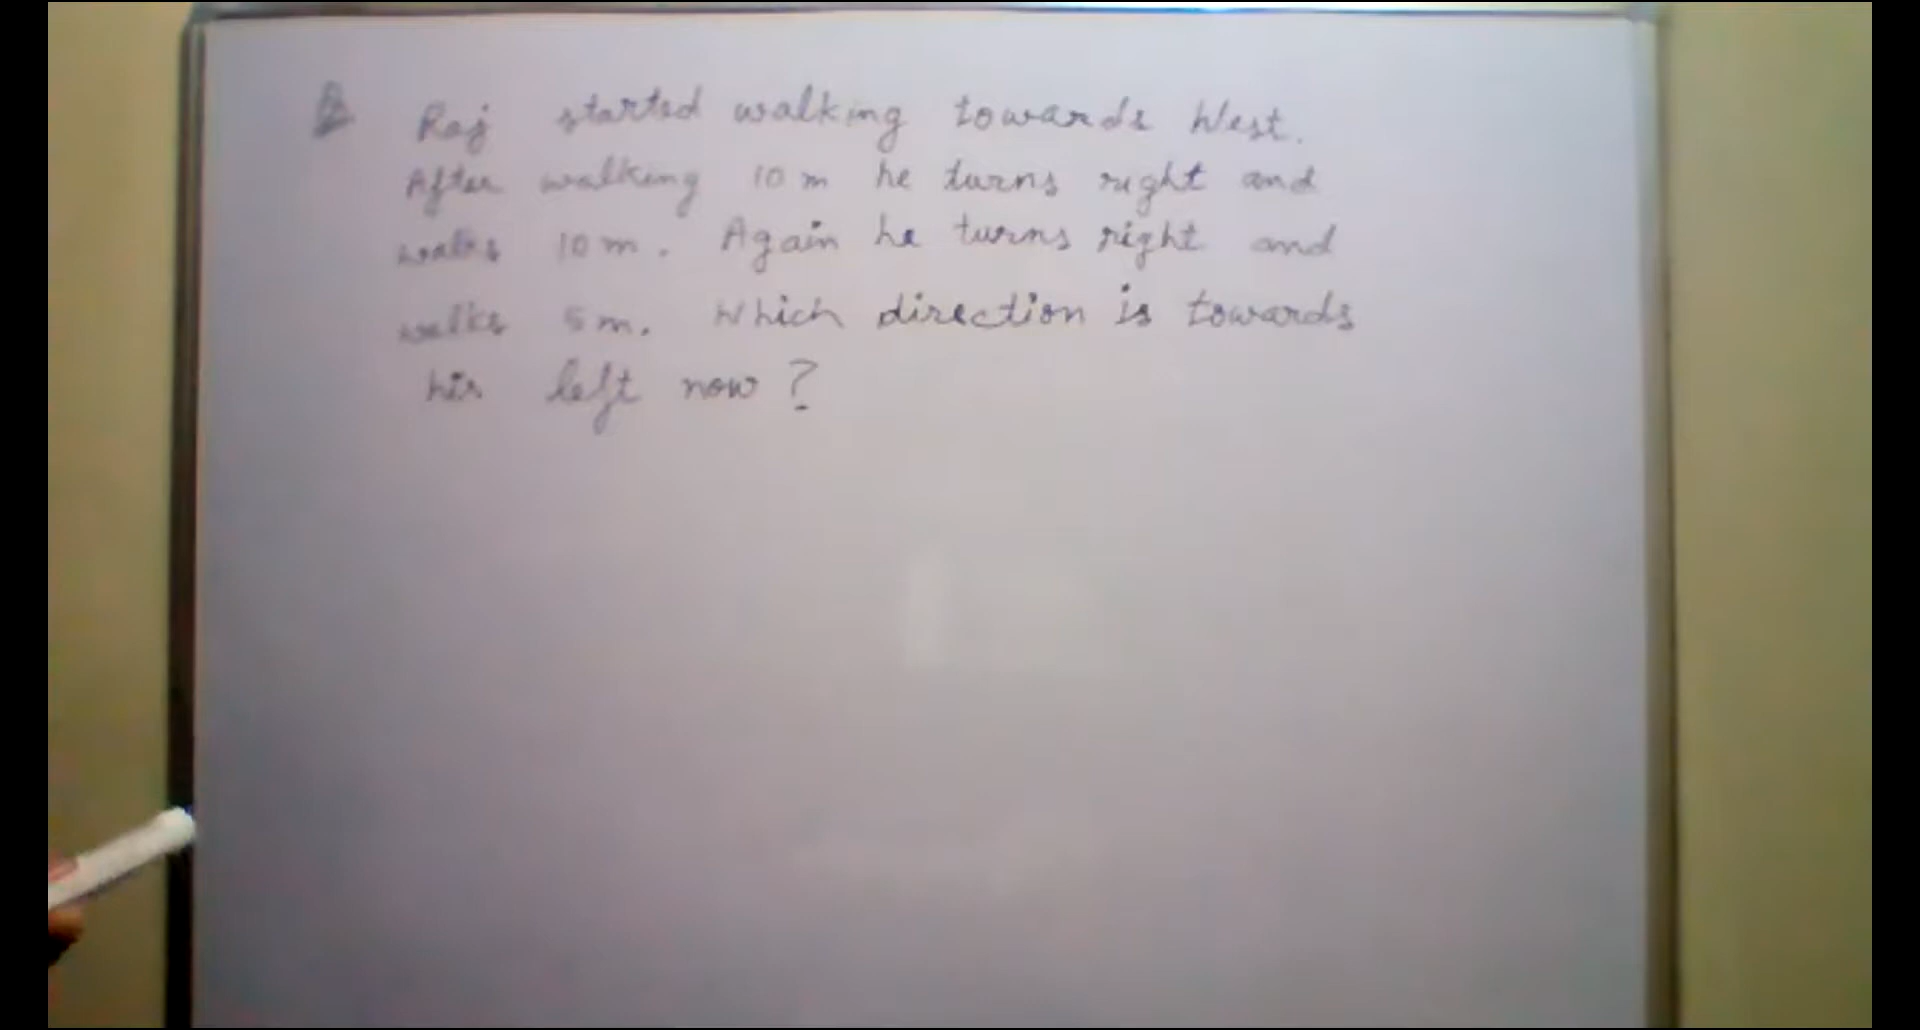 Q Raj started walking towards West.
After walking 10 m he turns right and
walks 10 m. Again he turns right and
walks 5 m. Which direction is towards
his left now?